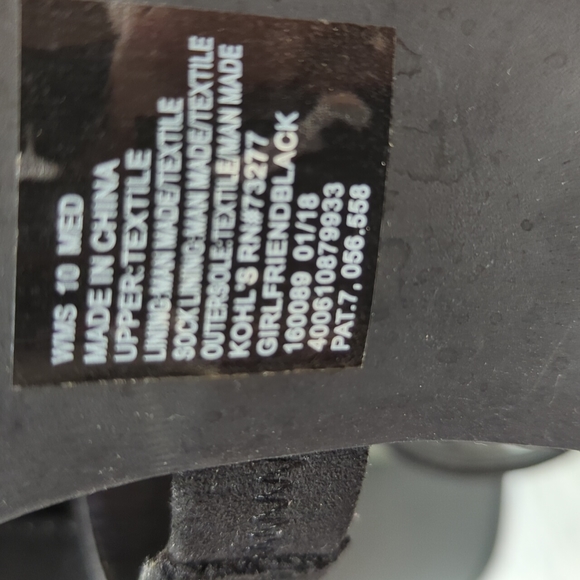 WMS 10 MED
MADE IN CHINA
UPPER:TEXTILE
LINING:MAN MADE/TEXTILE
SOCK LINING:MAN MADE/TEXTILE
OUTERSOLE:TEXTILE/MAN MADE
KOHL'S RN#73277
GIRLFRIENDBLACK
160089 01/18
400610879933
PAT.7,056,558